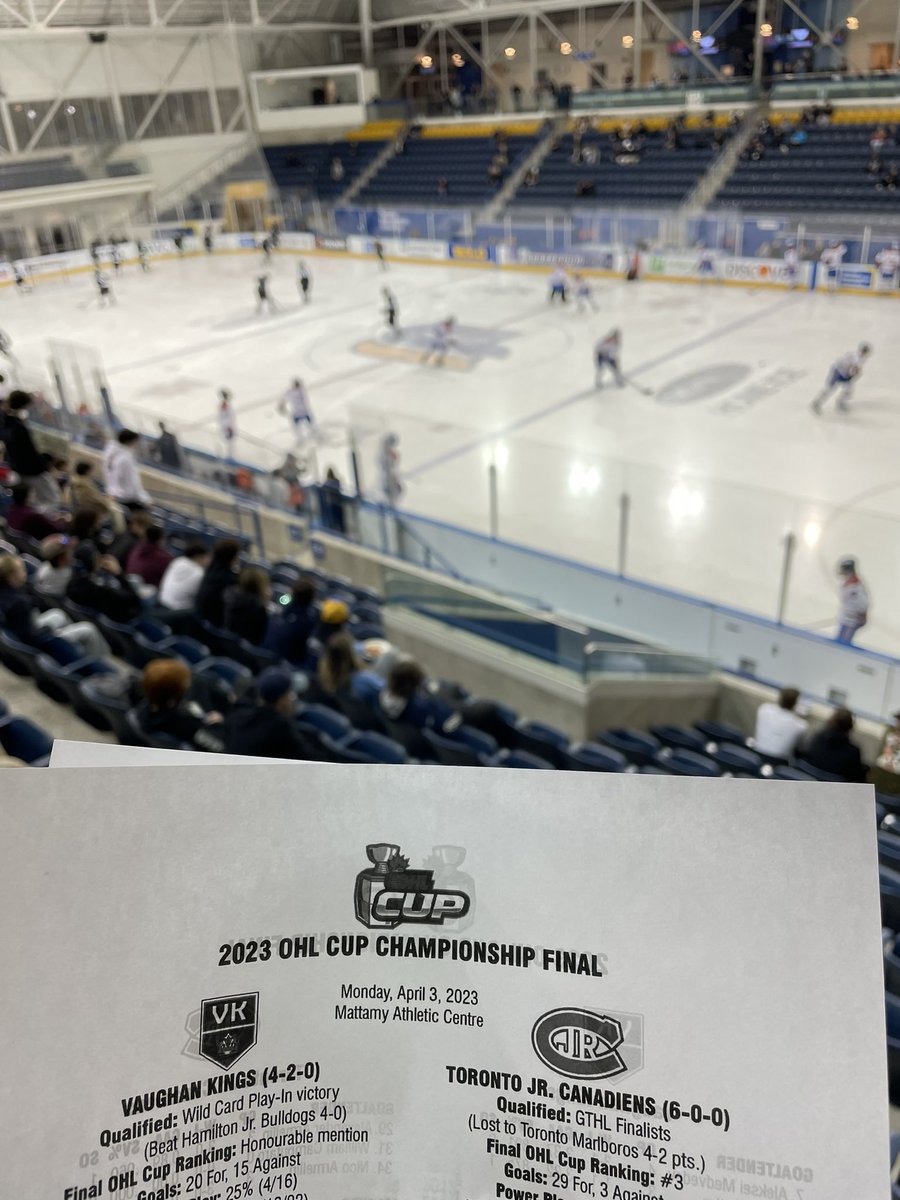 CUP
2023 OHL CUP CHAMPIONSHIP FINAL
Monday, April 3, 2023
Mattamy Athletic Centre
VK
VAUGHAN KINGS (4-2-0)
Qualified: Wild Card Play-In victory
(Beat Hamilton Jr. Bulldogs 4-0)
Final OHL Cup Ranking: Honourable mention
Goals: 20 For, 15 Against
25% (4/16)
JR
TORONTO JR. CANADIENS (6-0-0)
Qualified: GTHL Finalists
(Lost to Toronto Marlboros 4-2 pts.)
Final OHL Cup Ranking: #3
Goals: 29 For, 3 Against
Power